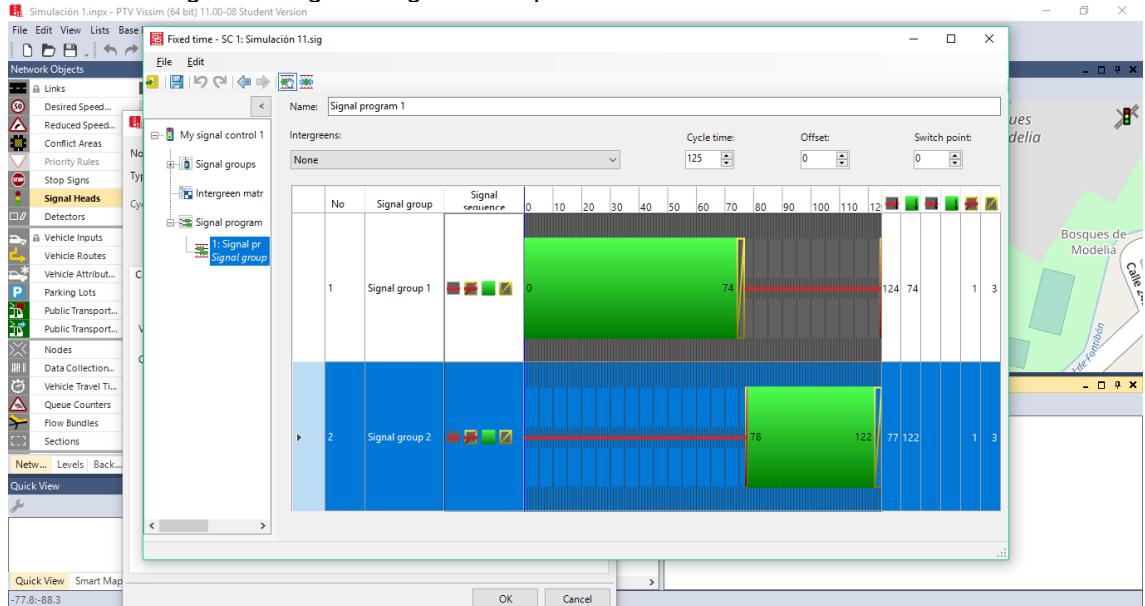 Simulación 1.inpx - PTV Vissim (64 bit) 11.00-08 Student Version
File Edit View Lists Base
Network Objects
Links
Desired Speed...
Reduced Speed...
Conflict Areas
Priority Rules
Stop Signs
Signal Heads
Detectors
Vehicle Inputs
Vehicle Routes
Vehicle Attribut...
Parking Lots
Public Transport...
Public Transport...
Nodes
Data Collection...
Vehicle Travel Ti...
Queue Counters
Flow Bundles
Sections
Netw... Levels Back...
Quick View
Quick View Smart Map
-77.8:-88.3
No
Fixed time - SC 1: Simulación 11.sig
File Edit
<
My signal control 1
Signal groups
Intergreen matr
Signal program
1: Signal pr
Signal group
< >
Name: Signal program 1
Intergreens: Cycle time: Offset: Switch point:
None 125 0 0
No Signal group Signal sequence 0 10 20 30 40 50 60 70 80 90 100 110 12
1 Signal group 1 0 74 124 74 1 3
2 Signal group 2 78 122 77 122 1 3
OK Cancel
ues
delia
Bosques de
Modelia
Calle 2
de Fontibón